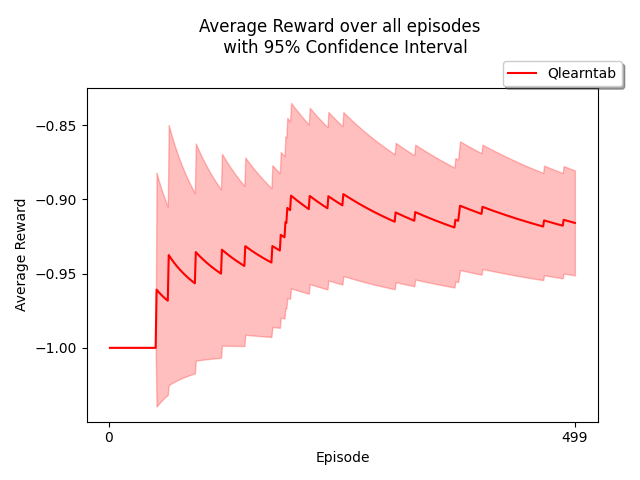 Average Reward over all episodes
with 95% Confidence Interval
Qlearntab
−0.85
−0.90
−0.95
−1.00
Average Reward
0
499
Episode